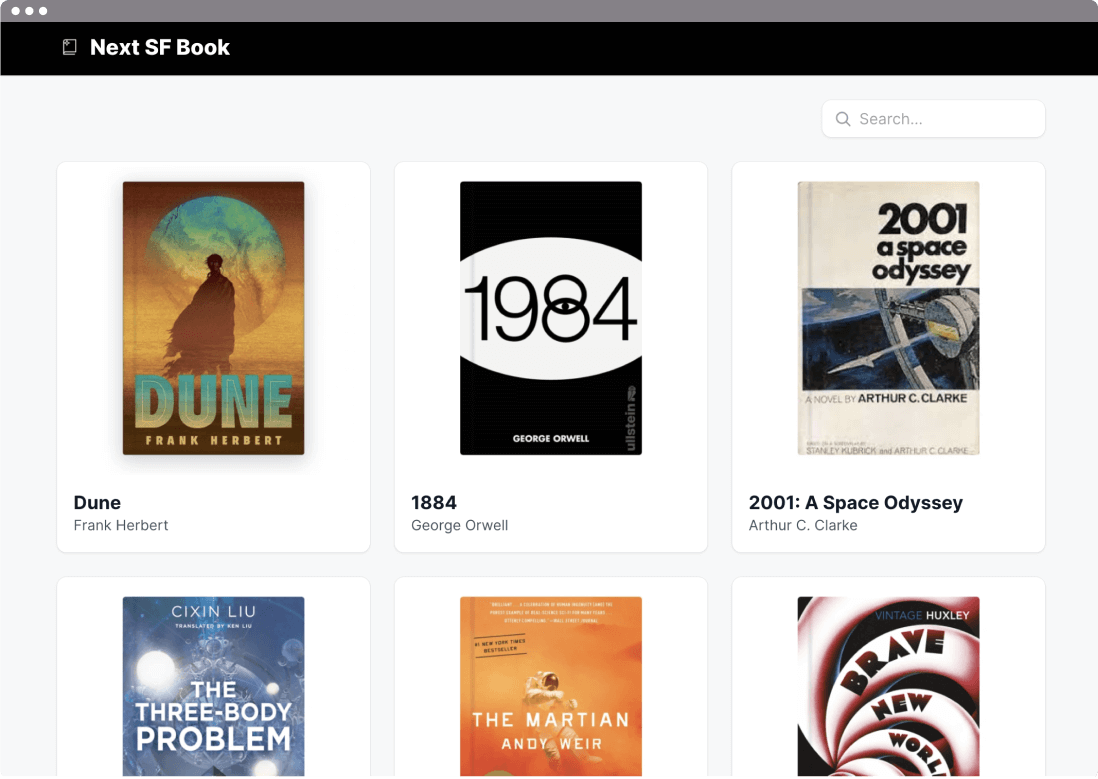 Next SF Book
Search...
DUNE
FRANK HERBERT
1984
GEORGE ORWELL
ullstein
2001
a space
odyssey
A NOVEL BY ARTHUR C. CLARKE
STANLEY KUBRICK and ARTHUR C. CLARKE
Dune
Frank Herbert
1884
George Orwell
2001: A Space Odyssey
Arthur C. Clarke
CIXIN LIU
TRANSLATED BY KEN LIU
THE
THREE-BODY
PROBLEM
#1 NEW YORK TIMES
BESTSELLER
THE MARTIAN
ANDY WEIR
VINTAGE HUXLEY
BRAVE
NEW